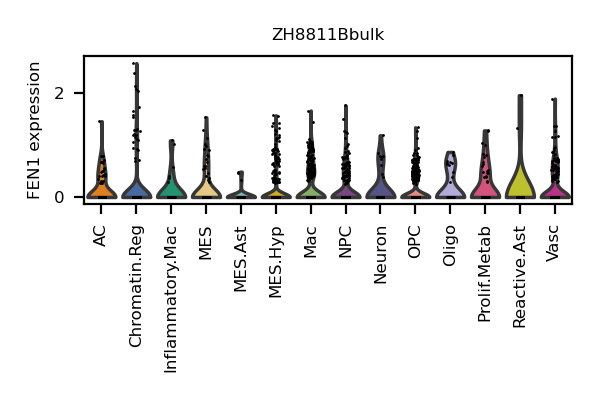 ZH8811Bbulk
FEN1 expression
2
0
AC
Chromatin.Reg
Inflammatory.Mac
MES
MES.Ast
MES.Hyp
Mac
NPC
Neuron
OPC
Oligo
Prolif.Metab
Reactive.Ast
Vasc